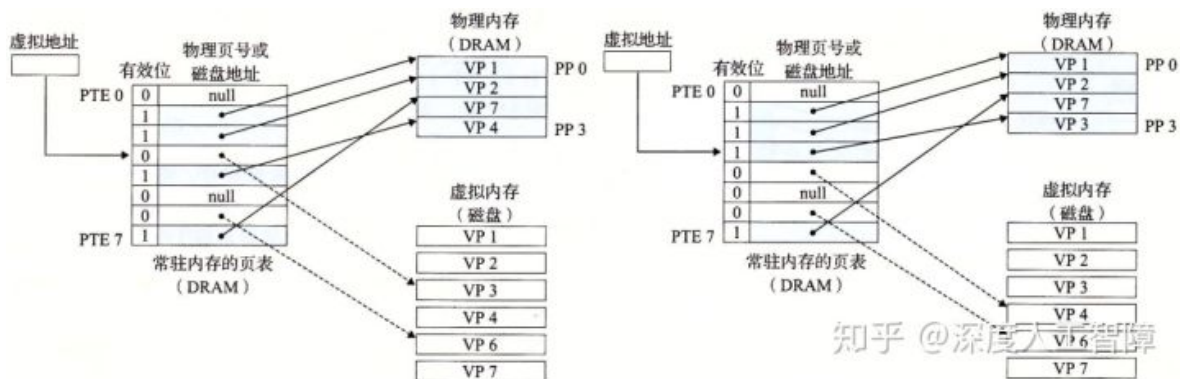 虚拟地址
物理页号或
有效位 磁盘地址
PTE 0 0 null
1
1
0
1
0 null
0
PTE 7 1
常驻内存的页表
（DRAM）
物理内存
（DRAM）
VP 1 PP 0
VP 2
VP 7
VP 4 PP 3
虚拟内存
（磁盘）
VP 1
VP 2
VP 3
VP 4
VP 6
VP 7
虚拟地址
物理页号或
有效位 磁盘地址
PTE 0 0 null
1
1
1
0
0 null
0
PTE 7 1
常驻内存的页表
（DRAM）
物理内存
（DRAM）
VP 1 PP 0
VP 2
VP 7
VP 3 PP 3
虚拟内存
（磁盘）
VP 1
VP 2
VP 3
VP 4
VP 6
VP 7
知乎 @深度人工智障